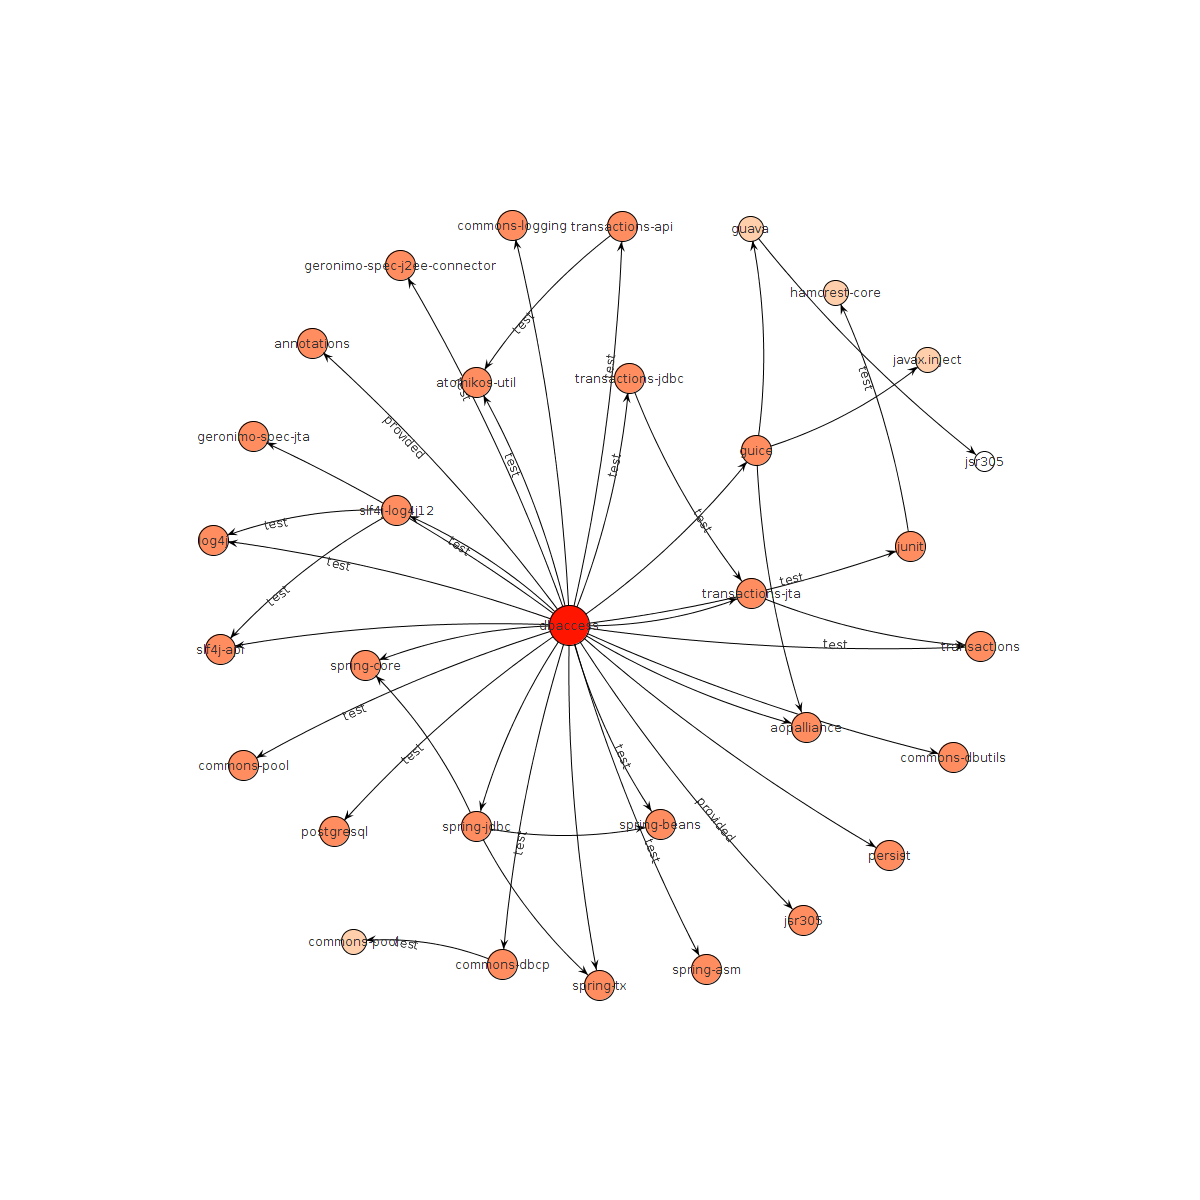 commons-logging
transactions-api
guava
geronimo-spec-j2ee-connector
hamcrest-core
test
annotations
javax.inject
test
atomikos-util
test
transactions-jdbc
test
provided
geronimo-spec-jta
guice
test
test
jsr305
slf4j-log4j12
test
test
log4j
test
junit
test
test
test
transactions-jta
dbaccess
test
slf4j-api
spring-core
transactions
test
aopalliance
test
test
commons-dbutils
commons-pool
provided
postgresql
spring-jdbc
spring-beans
test
test
persist
jsr305
commons-pool
test
commons-dbcp
spring-asm
spring-tx